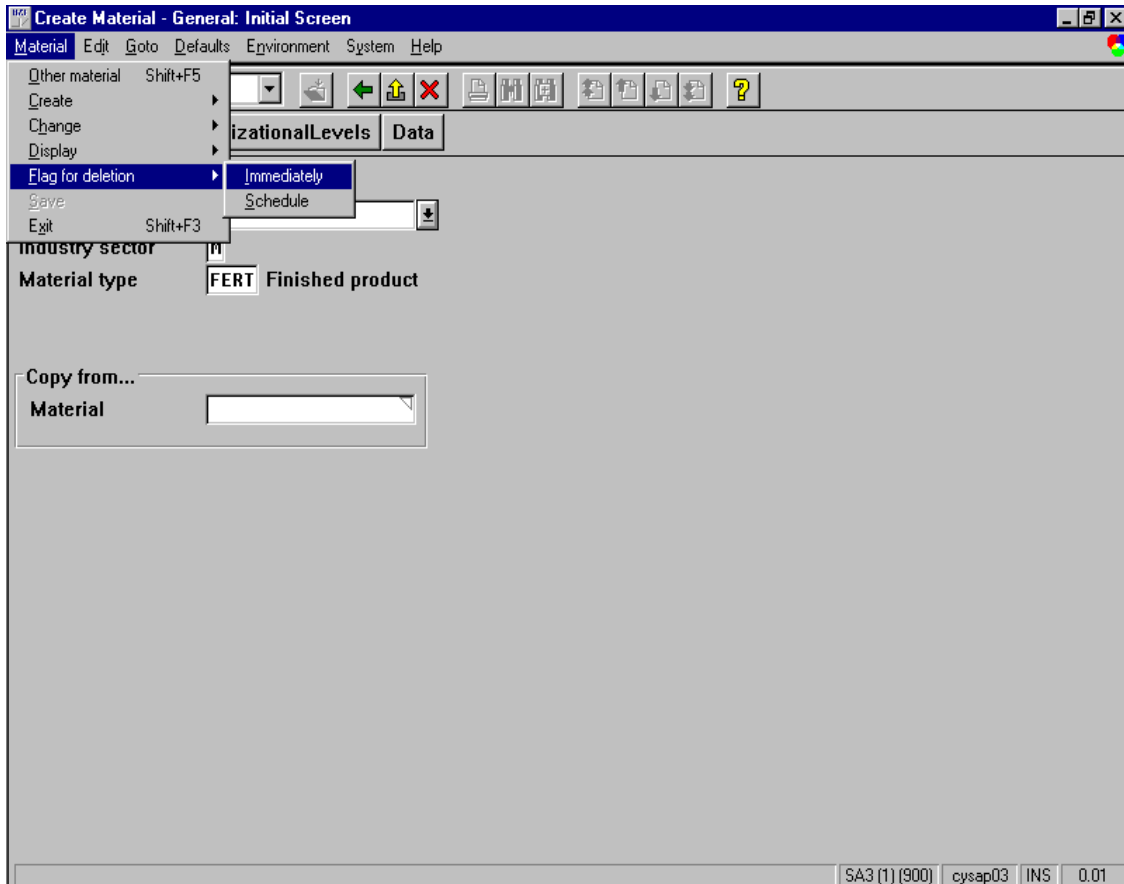 Create Material - General: Initial Screen
Material Edit Goto Defaults Environment System Help
Other material Shift+F5
Create
Change
Display
Flag for deletion
Save
Exit Shift+F3
Immediately
Schedule
izationalLevels Data
Industry sector M
Material type FERT Finished product
Copy from...
Material
SA3 (1) (900) cysap03 INS 0.01